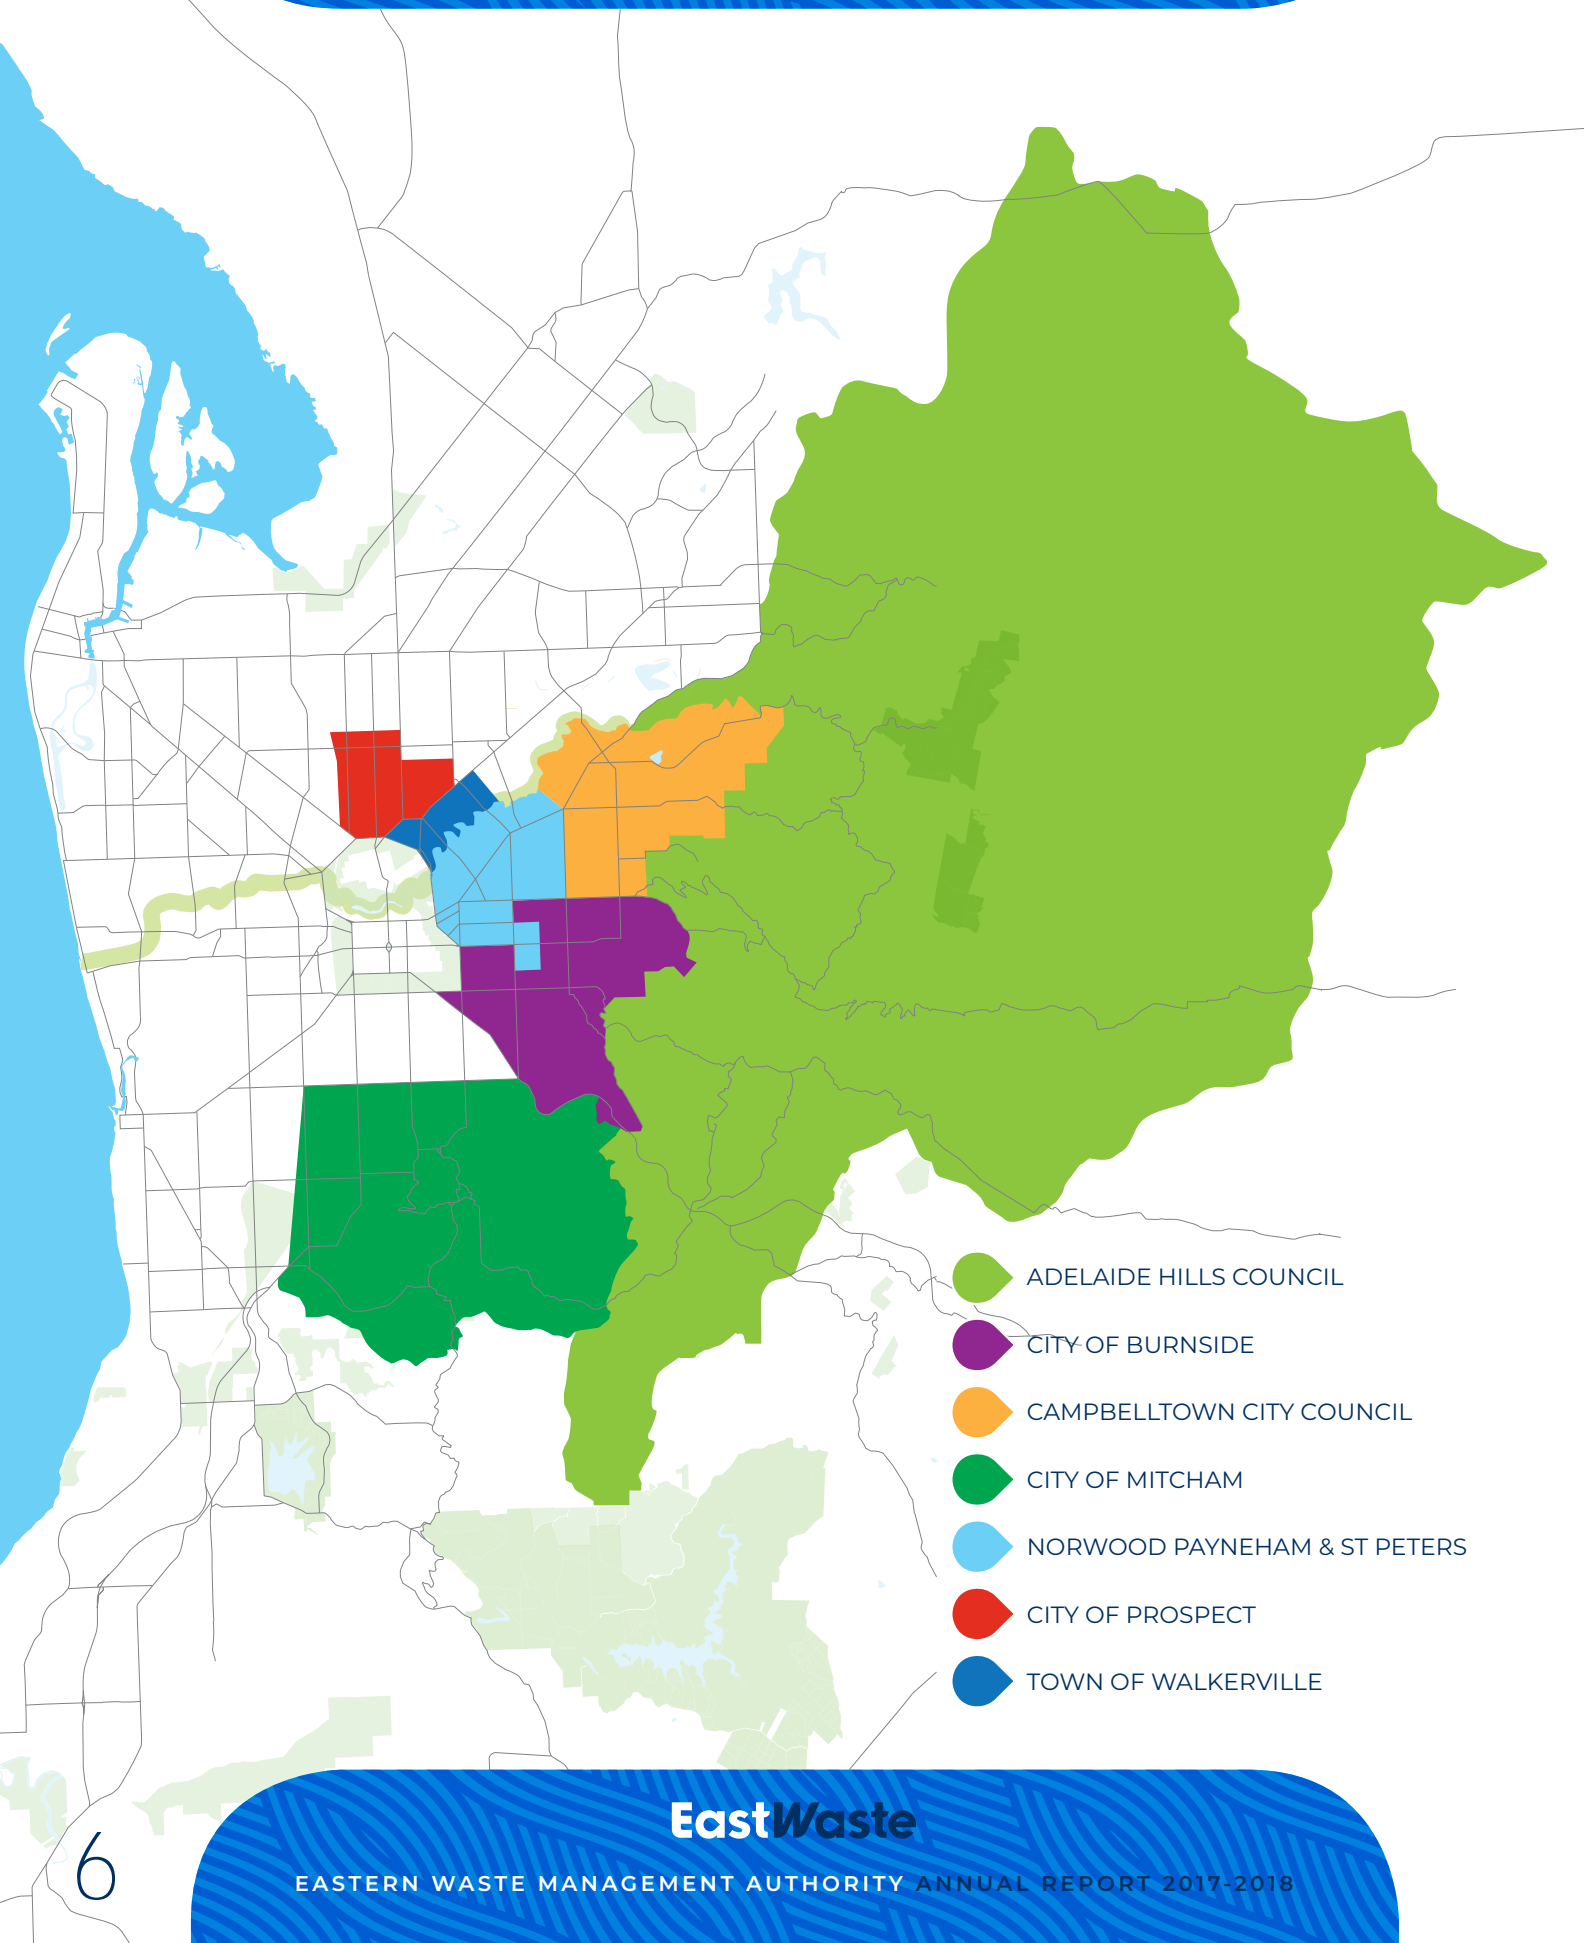 ADELAIDE HILLS COUNCIL
CITY OF BURNSIDE
CAMPBELLTOWN CITY COUNCIL
CITY OF MITCHAM
NORWOOD PAYNEHAM & ST PETERS
CITY OF PROSPECT
TOWN OF WALKERVILLE
EastWaste
6
EASTERN WASTE MANAGEMENT AUTHORITY ANNUAL REPORT 2017-2018